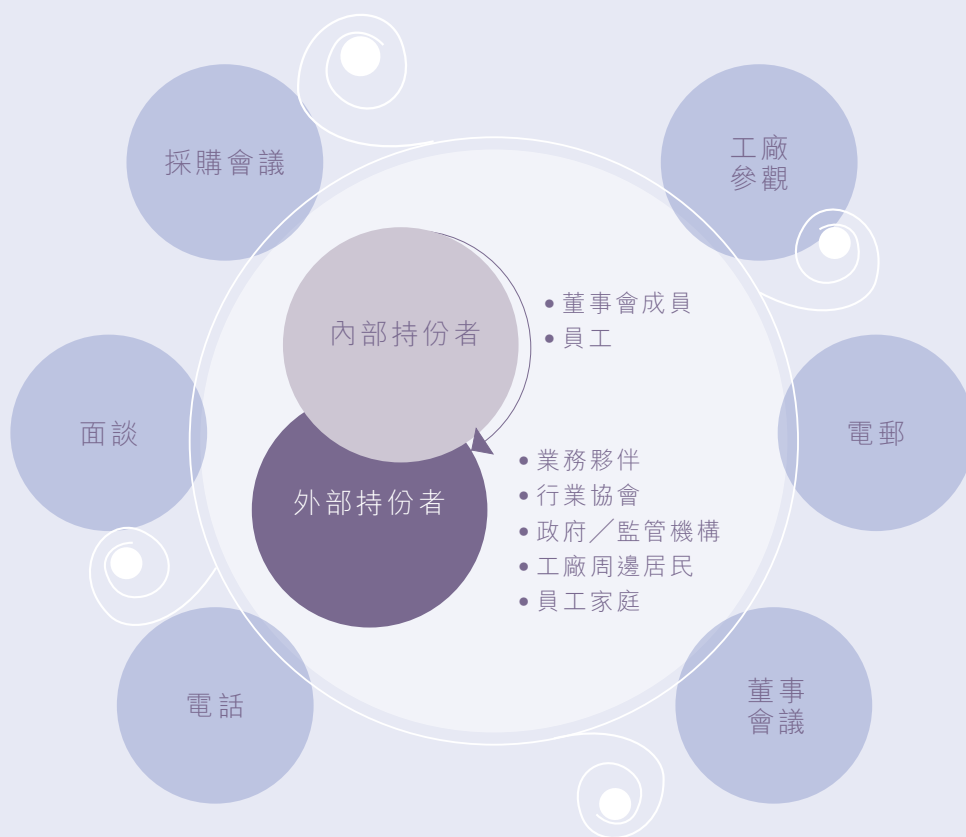 採購會議
工廠
參觀
內部持份者
• 董事會成員
• 員工
面談
電郵
外部持份者
• 業務夥伴
• 行業協會
• 政府／監管機構
• 工廠周邊居民
• 員工家庭
電話
董事
會議